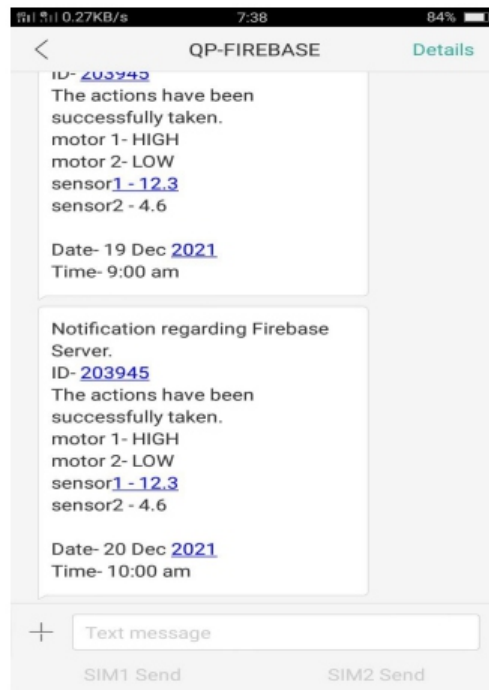 0.27KB/s 7:38 84%
QP-FIREBASE Details
ID- 203945
The actions have been
successfully taken.
motor 1- HIGH
motor 2- LOW
sensor1 - 12.3
sensor2 - 4.6
Date- 19 Dec 2021
Time- 9:00 am
Notification regarding Firebase
Server.
ID- 203945
The actions have been
successfully taken.
motor 1- HIGH
motor 2- LOW
sensor1 - 12.3
sensor2 - 4.6
Date- 20 Dec 2021
Time- 10:00 am
Text message
SIM1 Send SIM2 Send